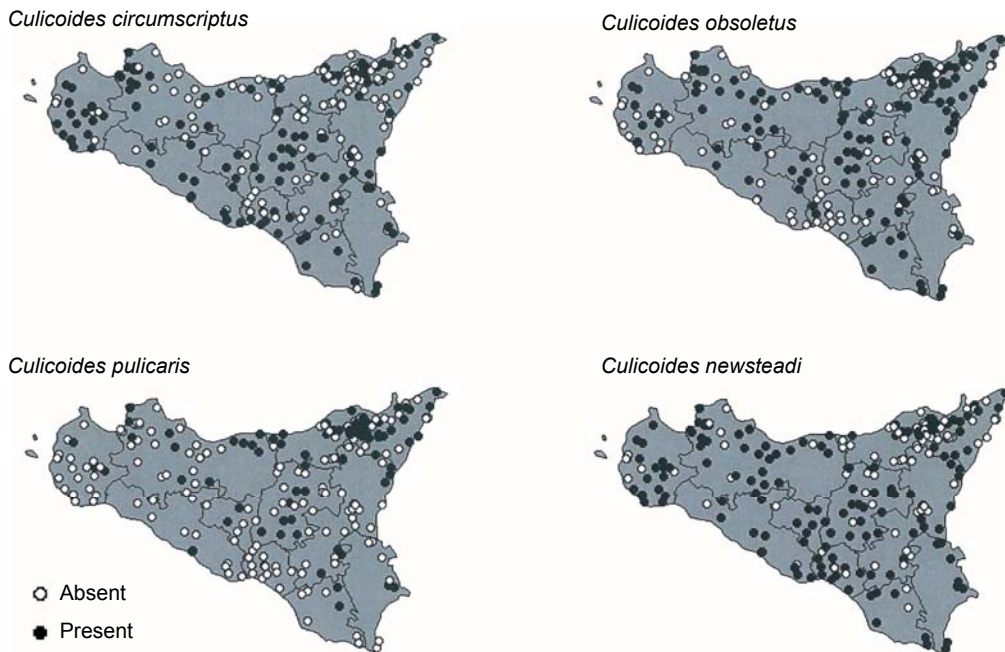 Culicoides circumscriptus
Culicoides obsoletus
Culicoides pulicaris
Culicoides newsteadi
Absent
Present